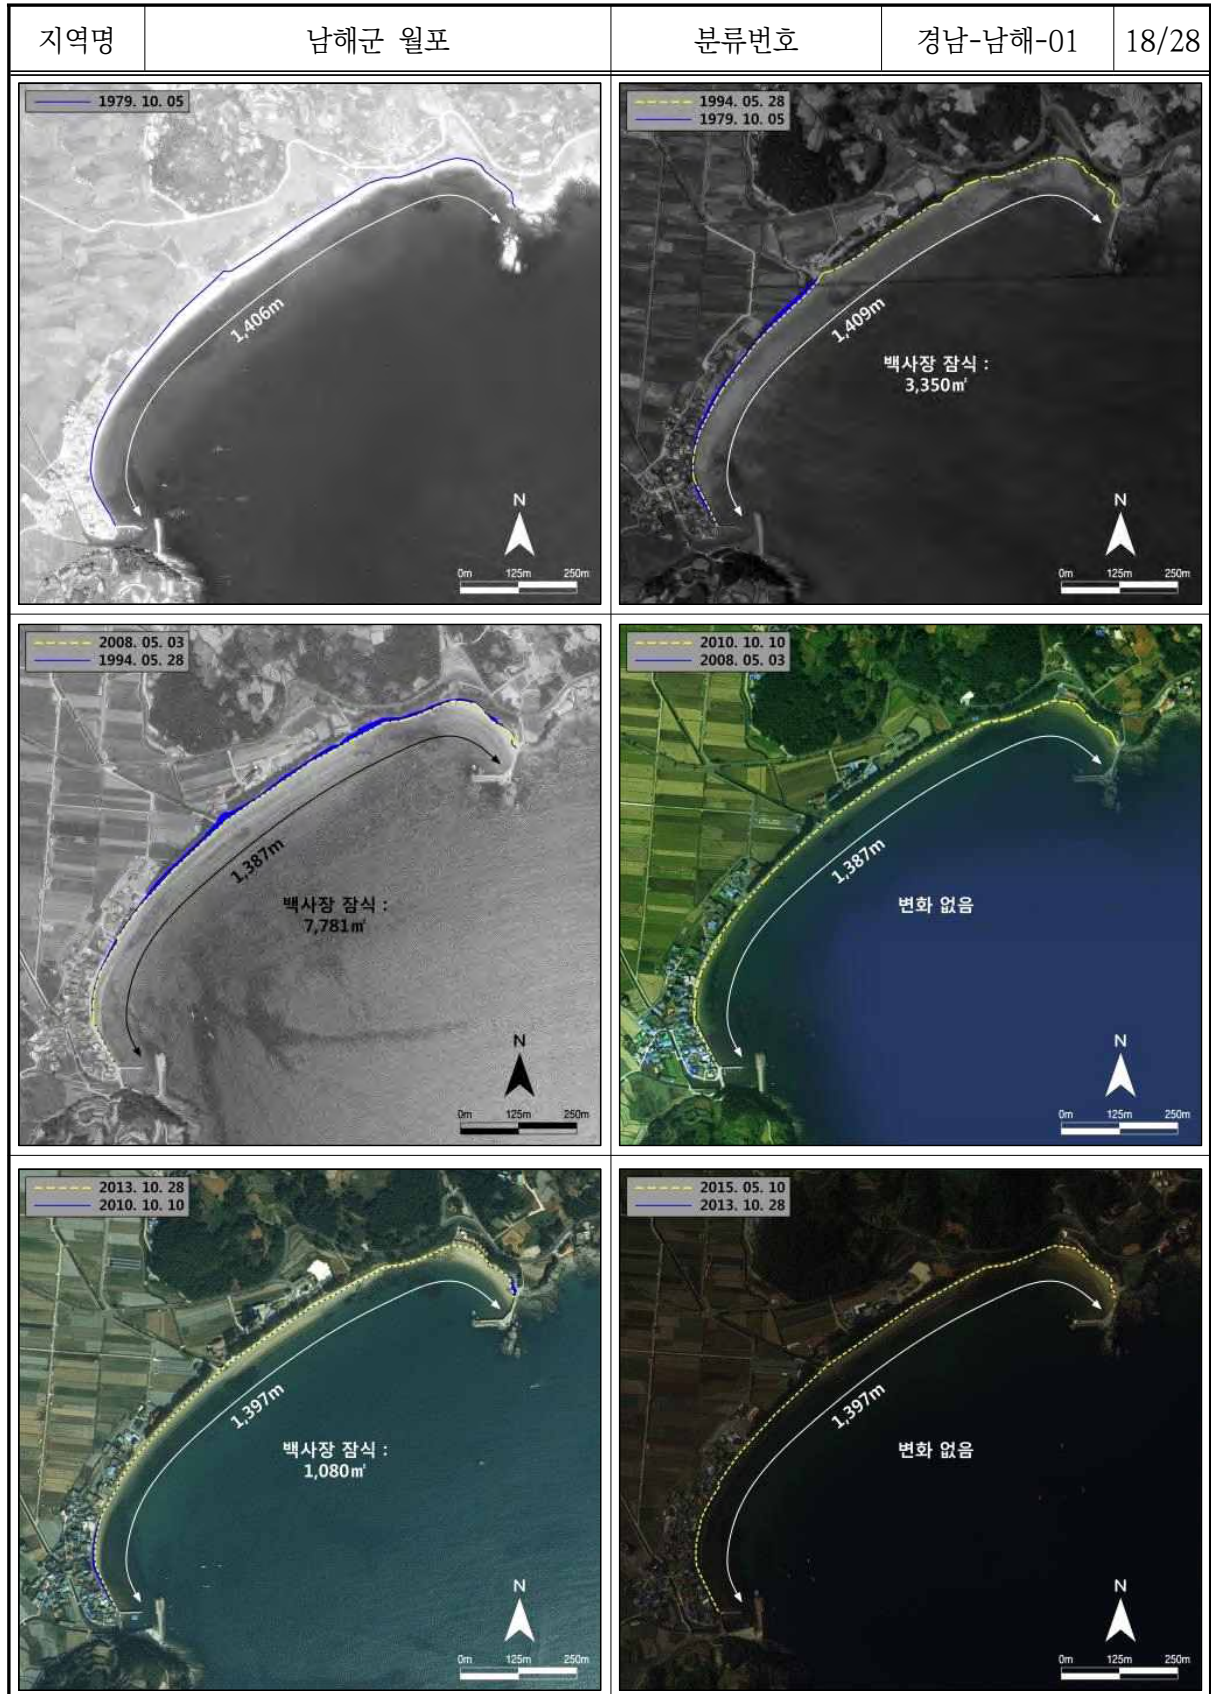 지역명 남해군 월포 분류번호 경남-남해-01 18/28
1979. 10. 05
1,406m
N
0m 125m 250m
1994. 05. 28
1979. 10. 05
1,409m
백사장 잠식 :
3,350㎡
N
0m 125m 250m
2008. 05. 03
1994. 05. 28
1,387m
백사장 잠식 :
7,781㎡
N
0m 125m 250m
2010. 10. 10
2008. 05. 03
1,387m
변화 없음
N
0m 125m 250m
2013. 10. 28
2010. 10. 10
1,397m
백사장 잠식 :
1,080㎡
N
0m 125m 250m
2015. 05. 10
2013. 10. 28
1,397m
변화 없음
N
0m 125m 250m